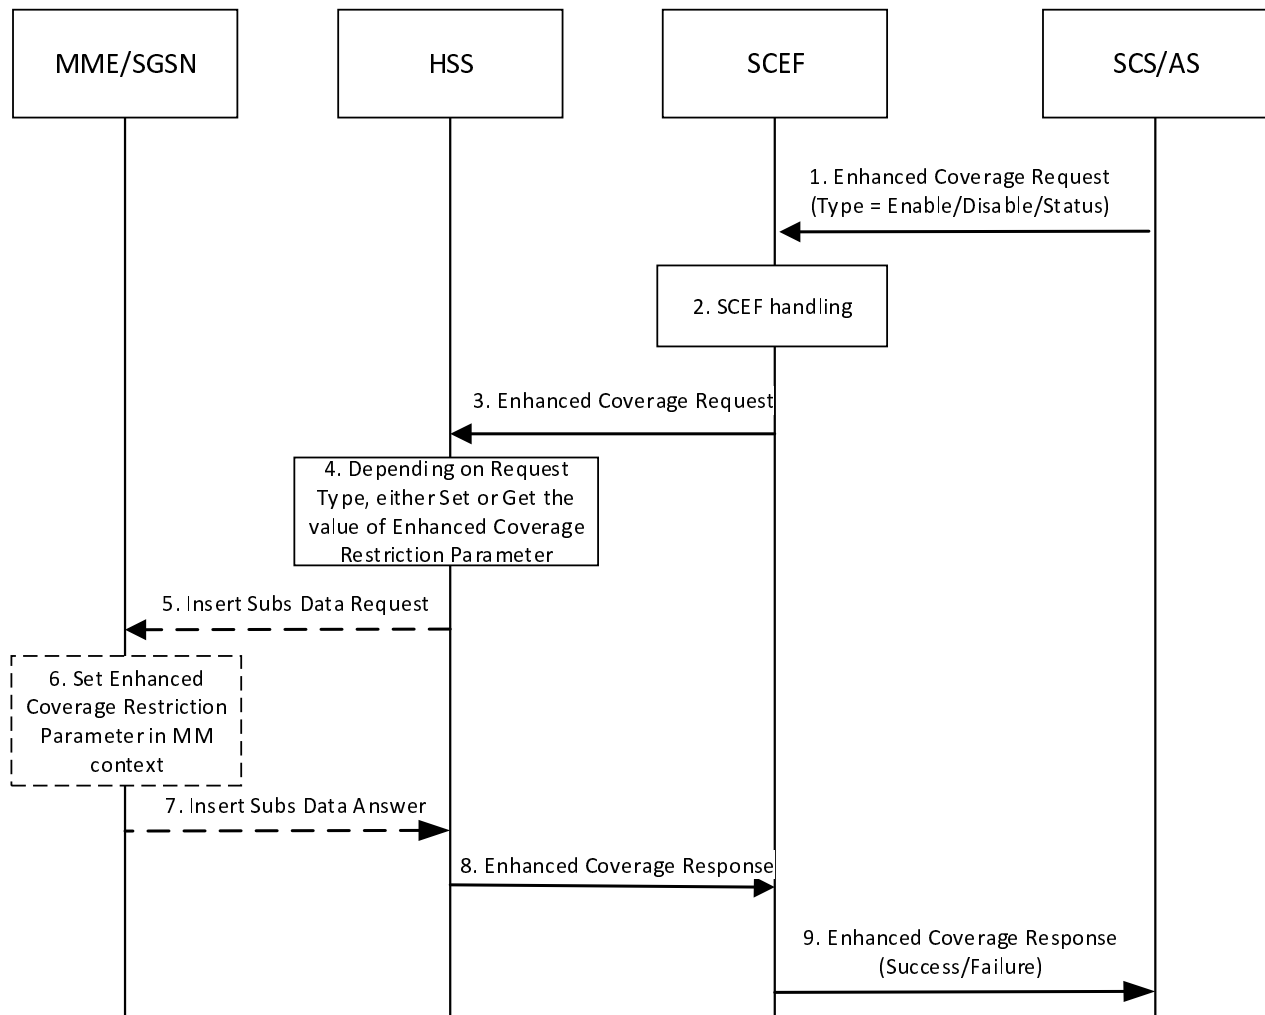 MME/SGSN
HSS
SCEF
SCS/AS
1. Enhanced Coverage Request
(Type = Enable/Disable/Status)
2. SCEF handling
3. Enhanced Coverage Request
4. Depending on Request
Type, either Set or Get the
value of Enhanced Coverage
Restriction Parameter
5. Insert Subs Data Request
6. Set Enhanced
Coverage Restriction
Parameter in MM
context
7. Insert Subs Data Answer
8. Enhanced Coverage Response
9. Enhanced Coverage Response
(Success/Failure)